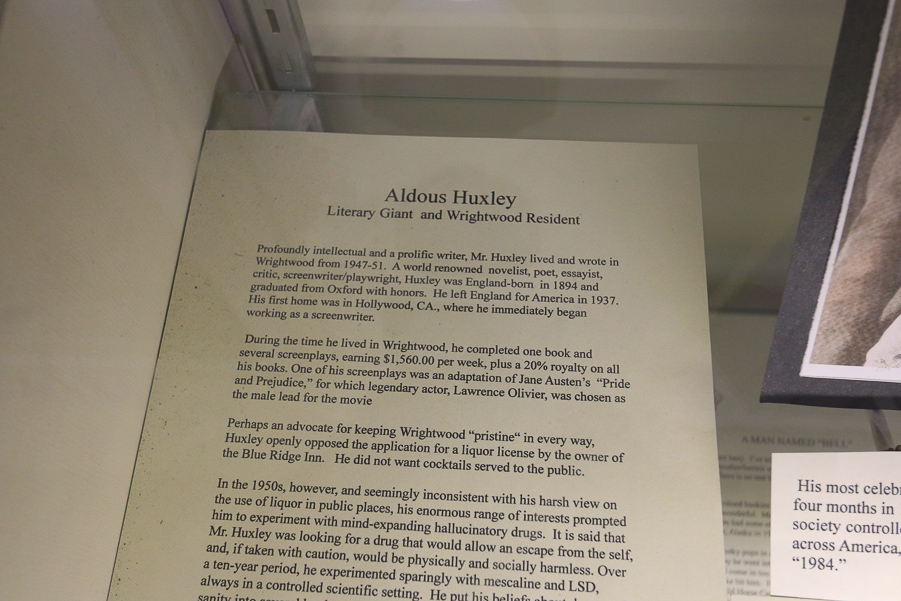 Aldous Huxley
Literary Giant and Wrightwood Resident
Profoundly intellectual and a prolific writer, Mr. Huxley lived and wrote in
Wrightwood from 1947-51. A world renowned novelist, poet, essayist,
critic, screenwriter/playwright, Huxley was England-born in 1894 and
graduated from Oxford with honors. He left England for America in 1937.
His first home was in Hollywood, CA., where he immediately began
working as a screenwriter.
During the time he lived in Wrightwood, he completed one book and
several screenplays, earning $1,560.00 per week, plus a 20% royalty on all
his books. One of his screenplays was an adaptation of Jane Austen's "Pride
and Prejudice," for which legendary actor, Lawrence Olivier, was chosen as
the male lead for the movie
Perhaps an advocate for keeping Wrightwood "pristine" in every way,
Huxley openly opposed the application for a liquor license by the owner of
the Blue Ridge Inn. He did not want cocktails served to the public.
In the 1950s, however, and seemingly inconsistent with his harsh view on
the use of liquor in public places, his enormous range of interests prompted
him to experiment with mind-expanding hallucinatory drugs. It is said that
Mr. Huxley was looking for a drug that would allow an escape from the self,
and, if taken with caution, would be physically and socially harmless. Over
a ten-year period, he experimented sparingly with mescaline and LSD,
always in a controlled scientific setting. He put his beliefs
A MAN NAMED "BELL"
His most celeb
four months in
society controlle
across America,
"1984."